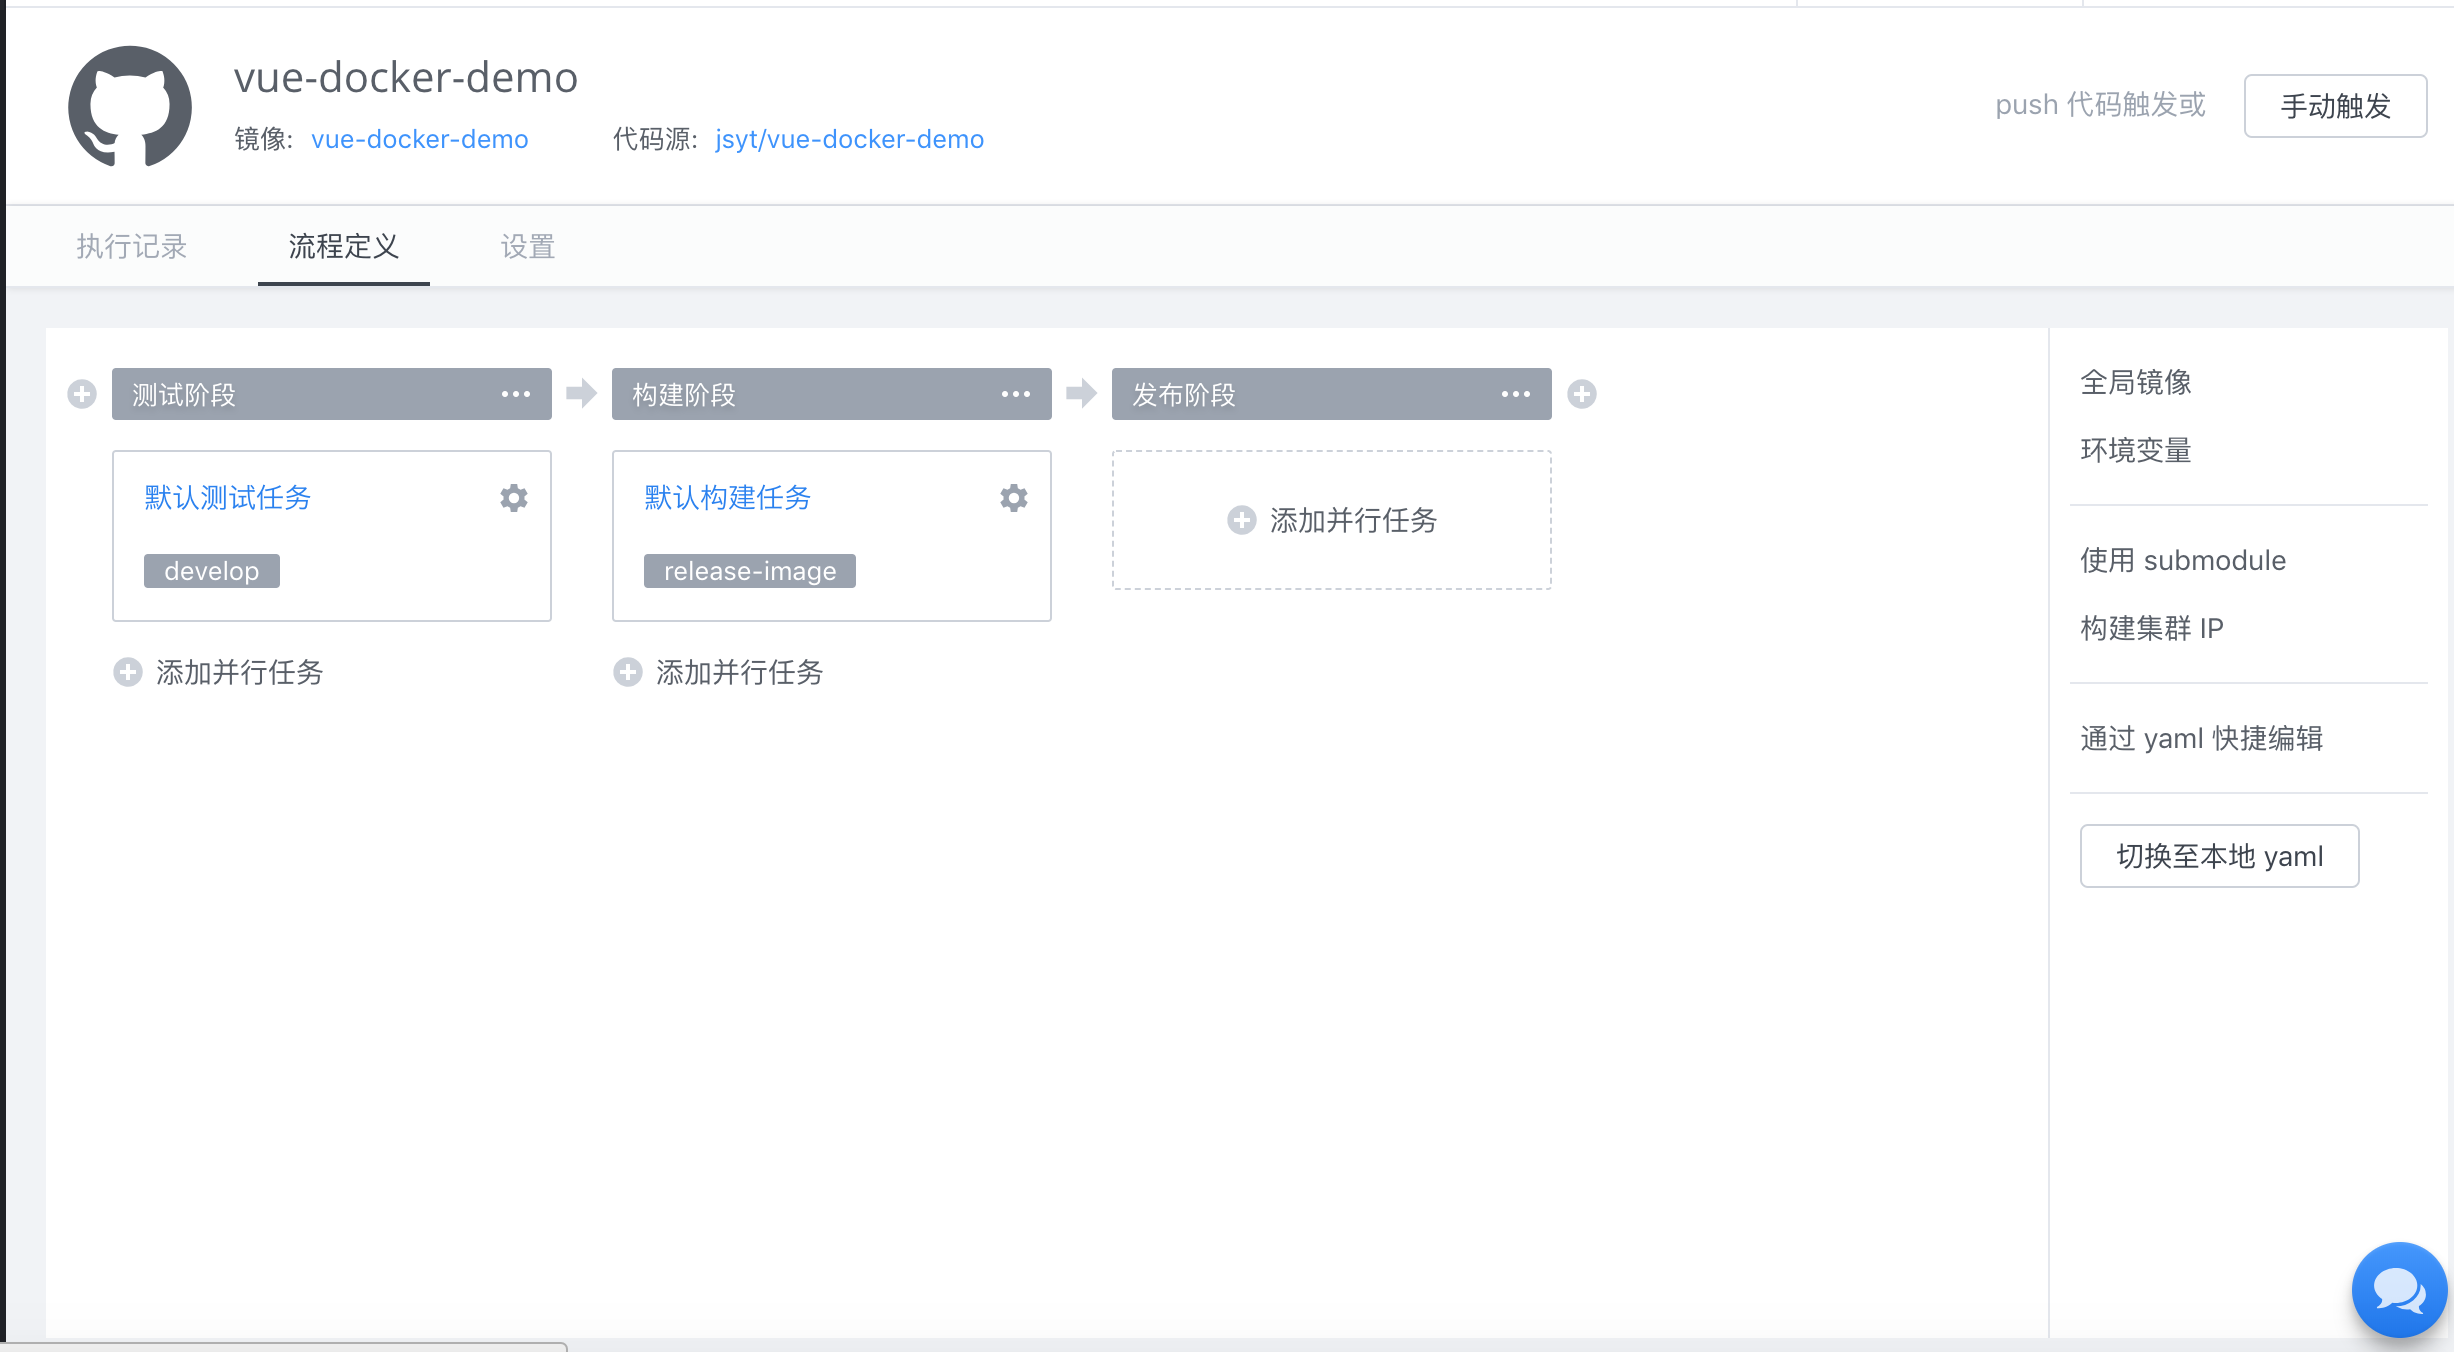 vue-docker-demo
镜像: vue-docker-demo 代码源: jsyt/vue-docker-demo
push 代码触发或 手动触发
执行记录 流程定义 设置
测试阶段 构建阶段 发布阶段
默认测试任务 默认构建任务
添加并行任务
develop release-image
添加并行任务 添加并行任务
全局镜像
环境变量
使用 submodule
构建集群 IP
通过 yaml 快捷编辑
切换至本地 yaml